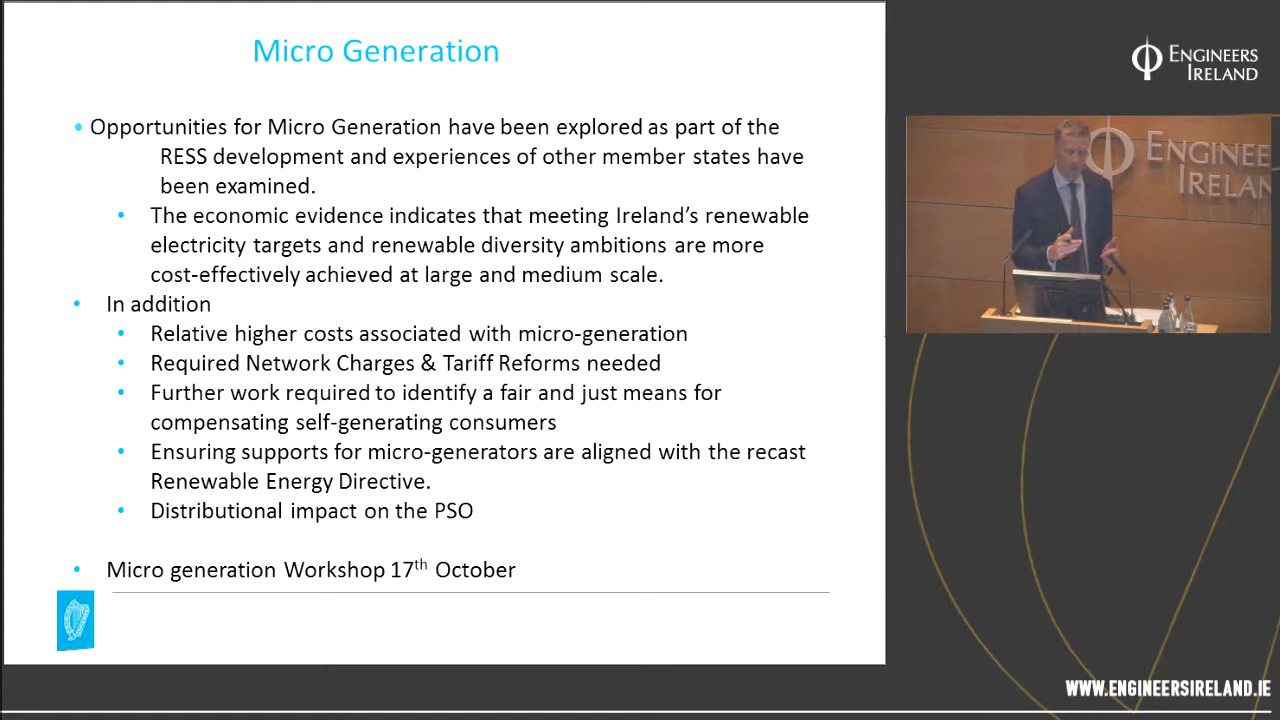 Micro Generation
• Opportunities for Micro Generation have been explored as part of the
RESS development and experiences of other member states have
been examined.
• The economic evidence indicates that meeting Ireland's renewable
electricity targets and renewable diversity ambitions are more
cost-effectively achieved at large and medium scale.
• In addition
• Relative higher costs associated with micro-generation
• Required Network Charges & Tariff Reforms needed
• Further work required to identify a fair and just means for
compensating self-generating consumers
• Ensuring supports for micro-generators are aligned with the recast
Renewable Energy Directive.
• Distributional impact on the PSO
• Micro generation Workshop 17th October
ENGINEERS
IRELAND
ENGINEE
IRELAN
WWW.ENGINEERSIRELAND.IE